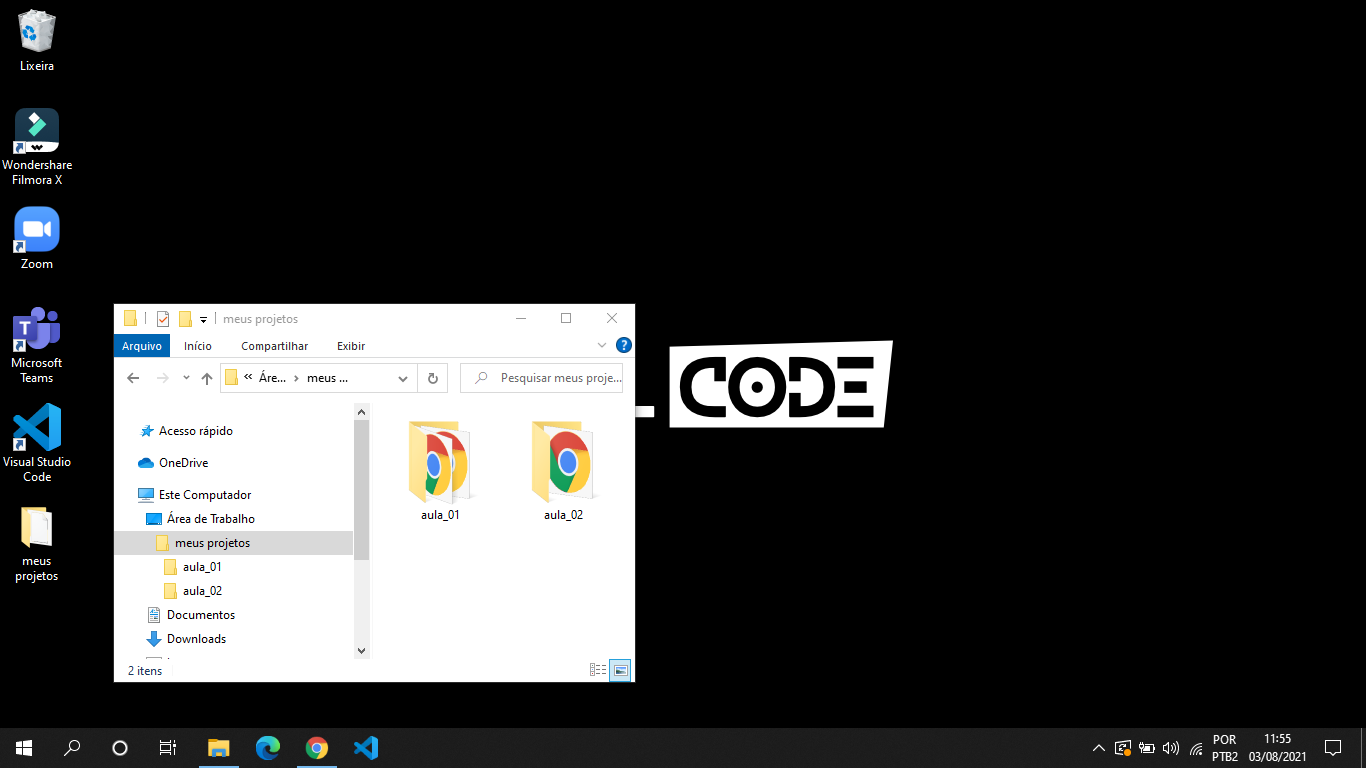 Lixeira
Wondershare
Filmora X
Zoom
Microsoft
Teams
Visual Studio
Code
meus
projetos
meus projetos
Arquivo
Início
Compartilhar
Exibir
Áre...
meus ...
Pesquisar meus proje...
Acesso rápido
OneDrive
Este Computador
Área de Trabalho
meus projetos
aula_01
aula_02
Documentos
Downloads
aula_01
aula_02
2 itens
CODE
POR
PTB2
11:55
03/08/2021